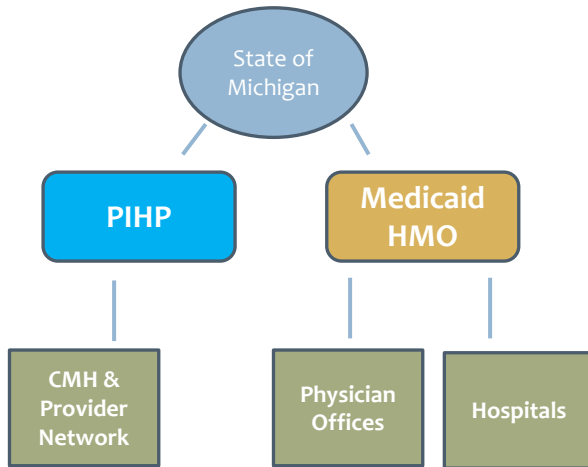 State of
Michigan
PIHP
Medicaid
HMO
CMH &
Provider
Network
Physician
Offices
Hospitals